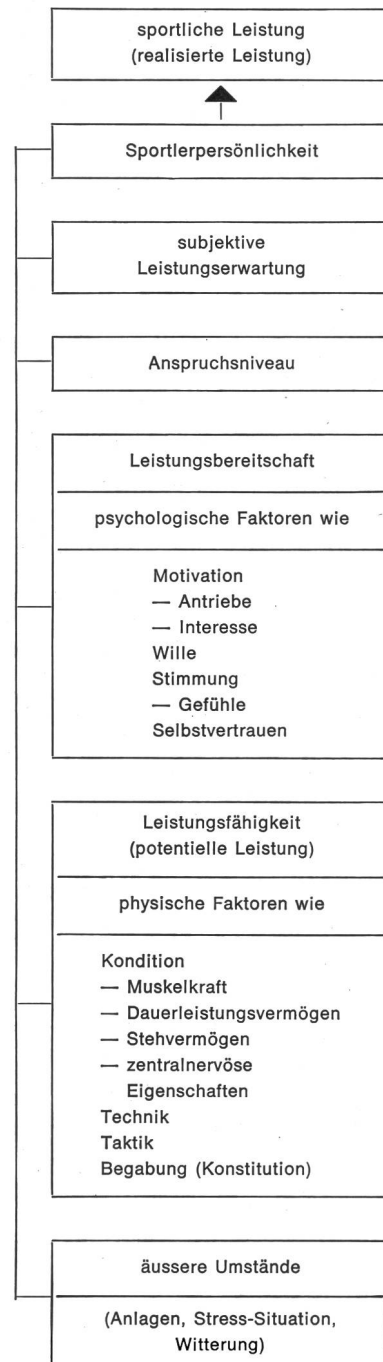 sportliche Leistung
(realisierte Leistung)
Sportlerpersönlichkeit
subjektive
Leistungserwartung
Anspruchsniveau
Leistungsbereitschaft
psychologische Faktoren wie
Motivation
— Antriebe
— Interesse
Wille
Stimmung
— Gefühle
Selbstvertrauen
Leistungsfähigkeit
(potentielle Leistung)
physische Faktoren wie
Kondition
— Muskelkraft
— Dauerleistungsvermögen
— Stehvermögen
— zentralnervöse
Eigenschaften
Technik
Taktik
Begabung (Konstitution)
äussere Umstände
(Anlagen, Stress-Situation,
Witterung)